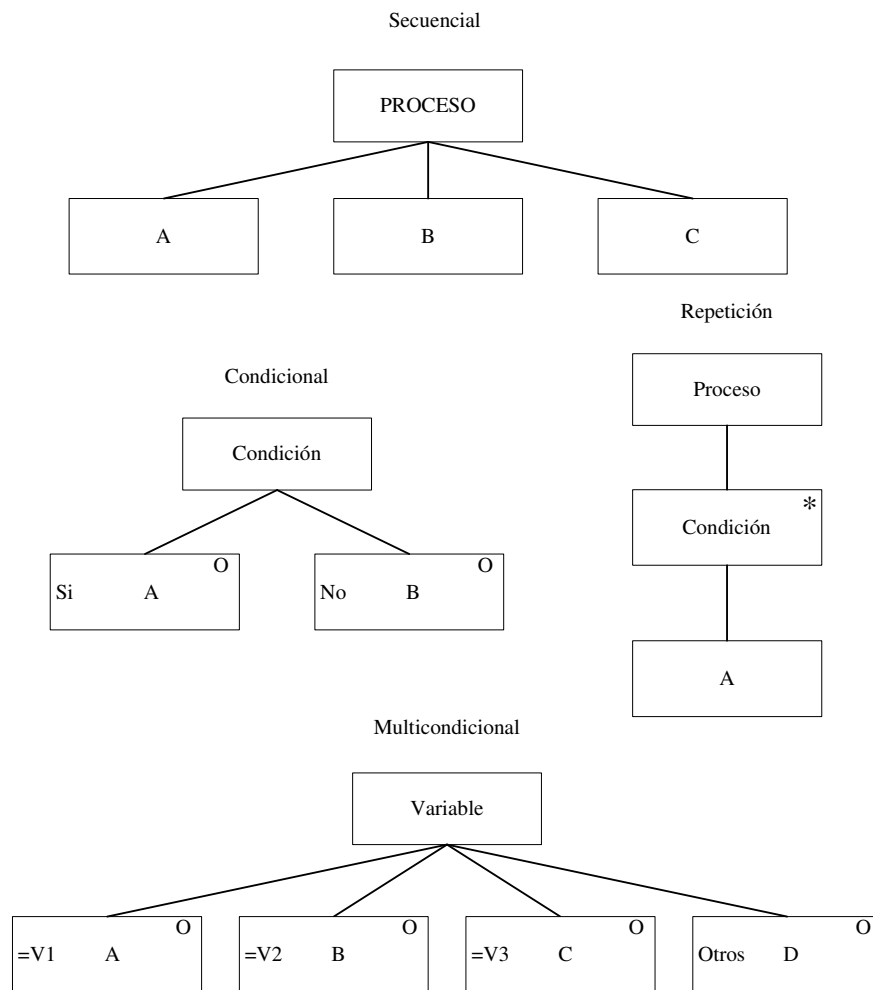 Secuencial
PROCESO
A B C
Repetición
Proceso
Condición *
A
Condicional
Condición
Si A O
No B O
Multicondicional
Variable
=V1 A O
=V2 B O
=V3 C O
Otros D O